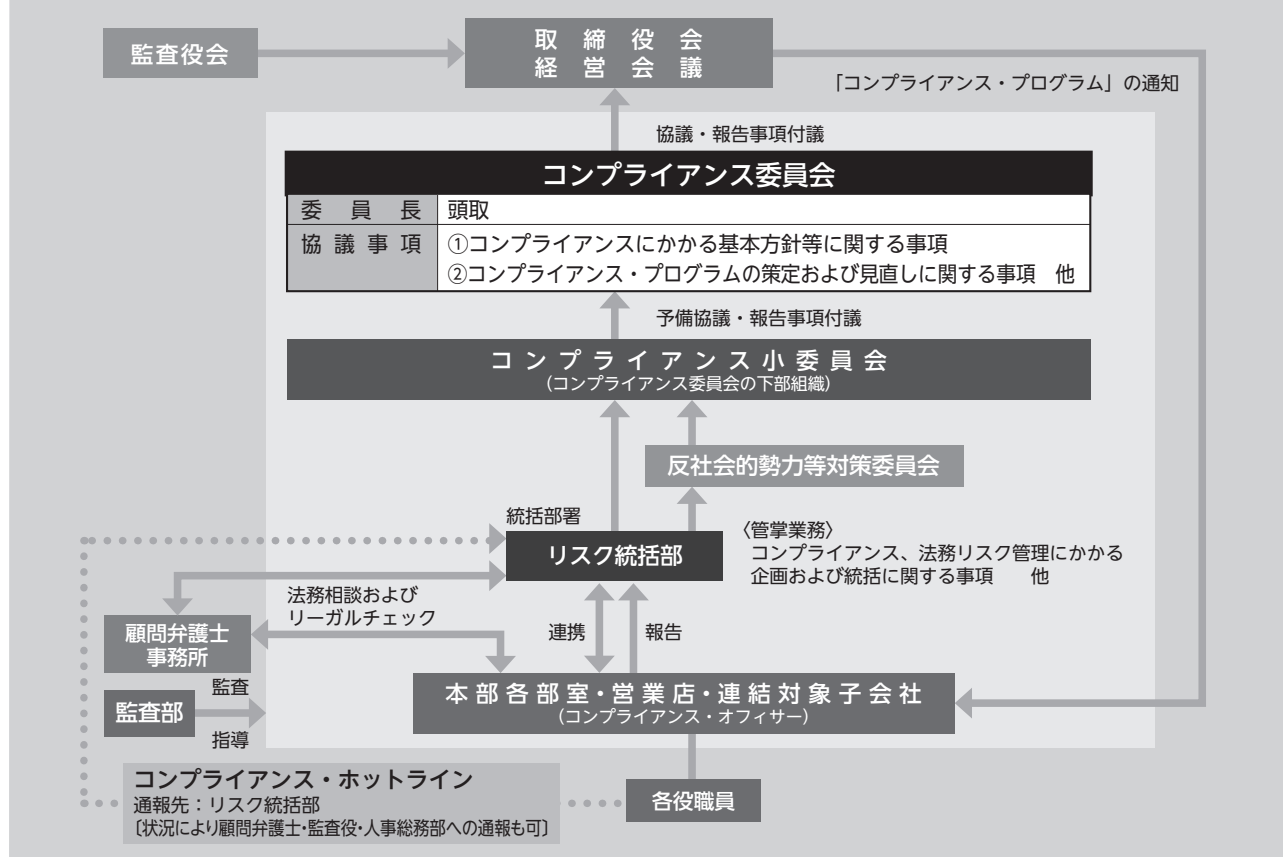 監査役会
取締役会
経営会議
「コンプライアンス・プログラム」の通知
協議・報告事項付議
コンプライアンス委員会
委員長 頭取
協議事項 ①コンプライアンスにかかる基本方針等に関する事項
②コンプライアンス・プログラムの策定および見直しに関する事項 他
予備協議・報告事項付議
コンプライアンス小委員会
(コンプライアンス委員会の下部組織)
反社会的勢力等対策委員会
統括部署
リスク統括部
〈管掌業務〉
コンプライアンス、法務リスク管理にかかる
企画および統括に関する事項 他
法務相談および
リーガルチェック
顧問弁護士
事務所
連携
報告
監査
監査部
指導
本部各部室・営業店・連結対象子会社
(コンプライアンス・オフィサー)
コンプライアンス・ホットライン
通報先：リスク統括部
〔状況により顧問弁護士・監査役・人事総務部への通報も可〕
各役職員